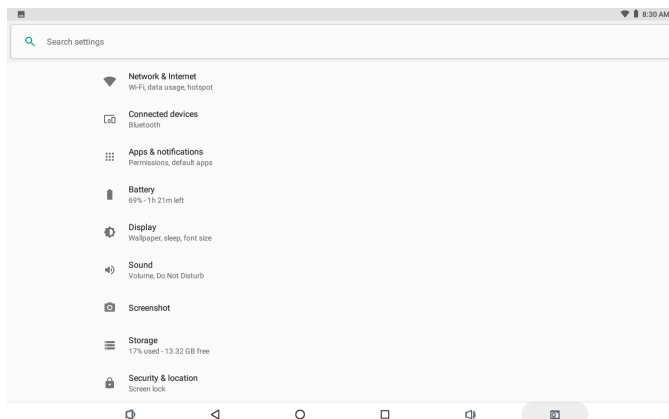 8:30 AM
Search settings
Network & Internet
Wi-Fi, data usage, hotspot
Connected devices
Bluetooth
Apps & notifications
Permissions, default apps
Battery
69% - 1h 21m left
Display
Wallpaper, sleep, font size
Sound
Volume, Do Not Disturb
Screenshot
Storage
17% used - 13.32 GB free
Security & location
Screen lock